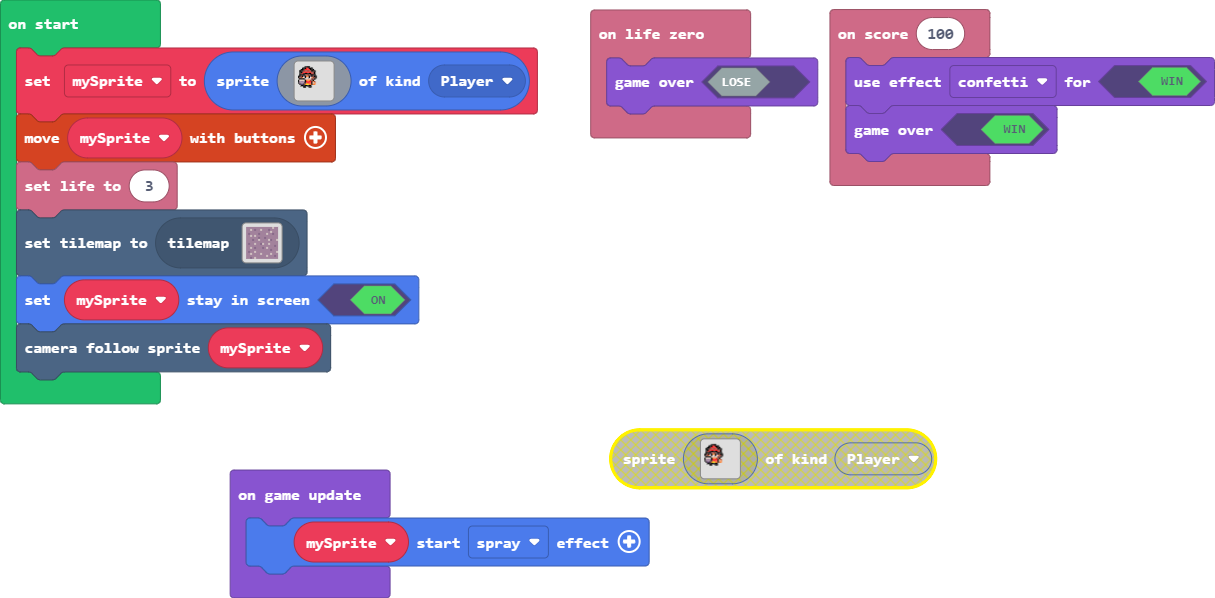 on start
set mySprite to sprite of kind Player
move mySprite with buttons
set life to 3
set tilemap to tilemap
set mySprite stay in screen ON
camera follow sprite mySprite
on life zero
game over LOSE
on score 100
use effect confetti for WIN
game over WIN
sprite of kind Player
on game update
mySprite start spray effect